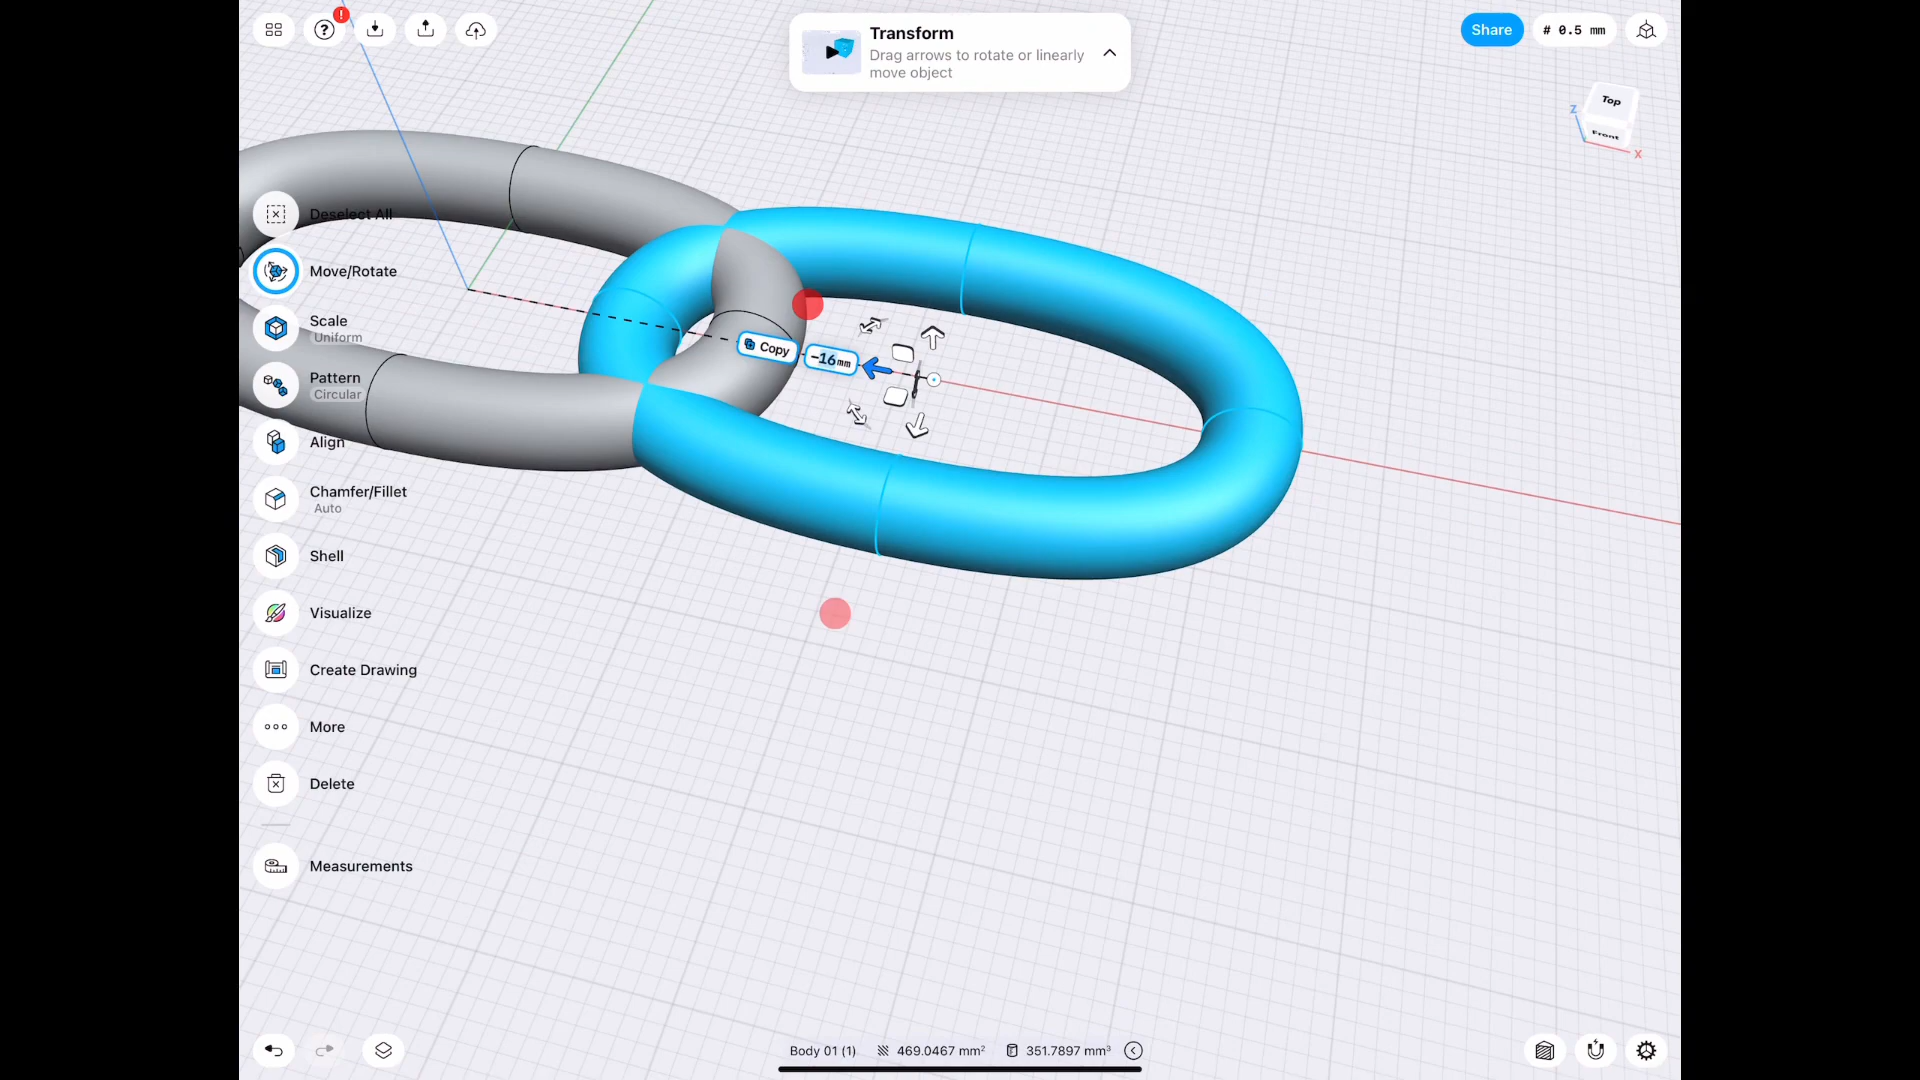 Transform
Drag arrows to rotate or linearly
move object
Share
# 0.5 mm
Top
Front
Z
X
Deselect All
Move/Rotate
Scale
Uniform
Pattern
Circular
Align
Chamfer/Fillet
Auto
Shell
Visualize
Create Drawing
More
Delete
Measurements
Copy
-16mm
Body 01 (1) 469.0467 mm² 351.7897 mm³